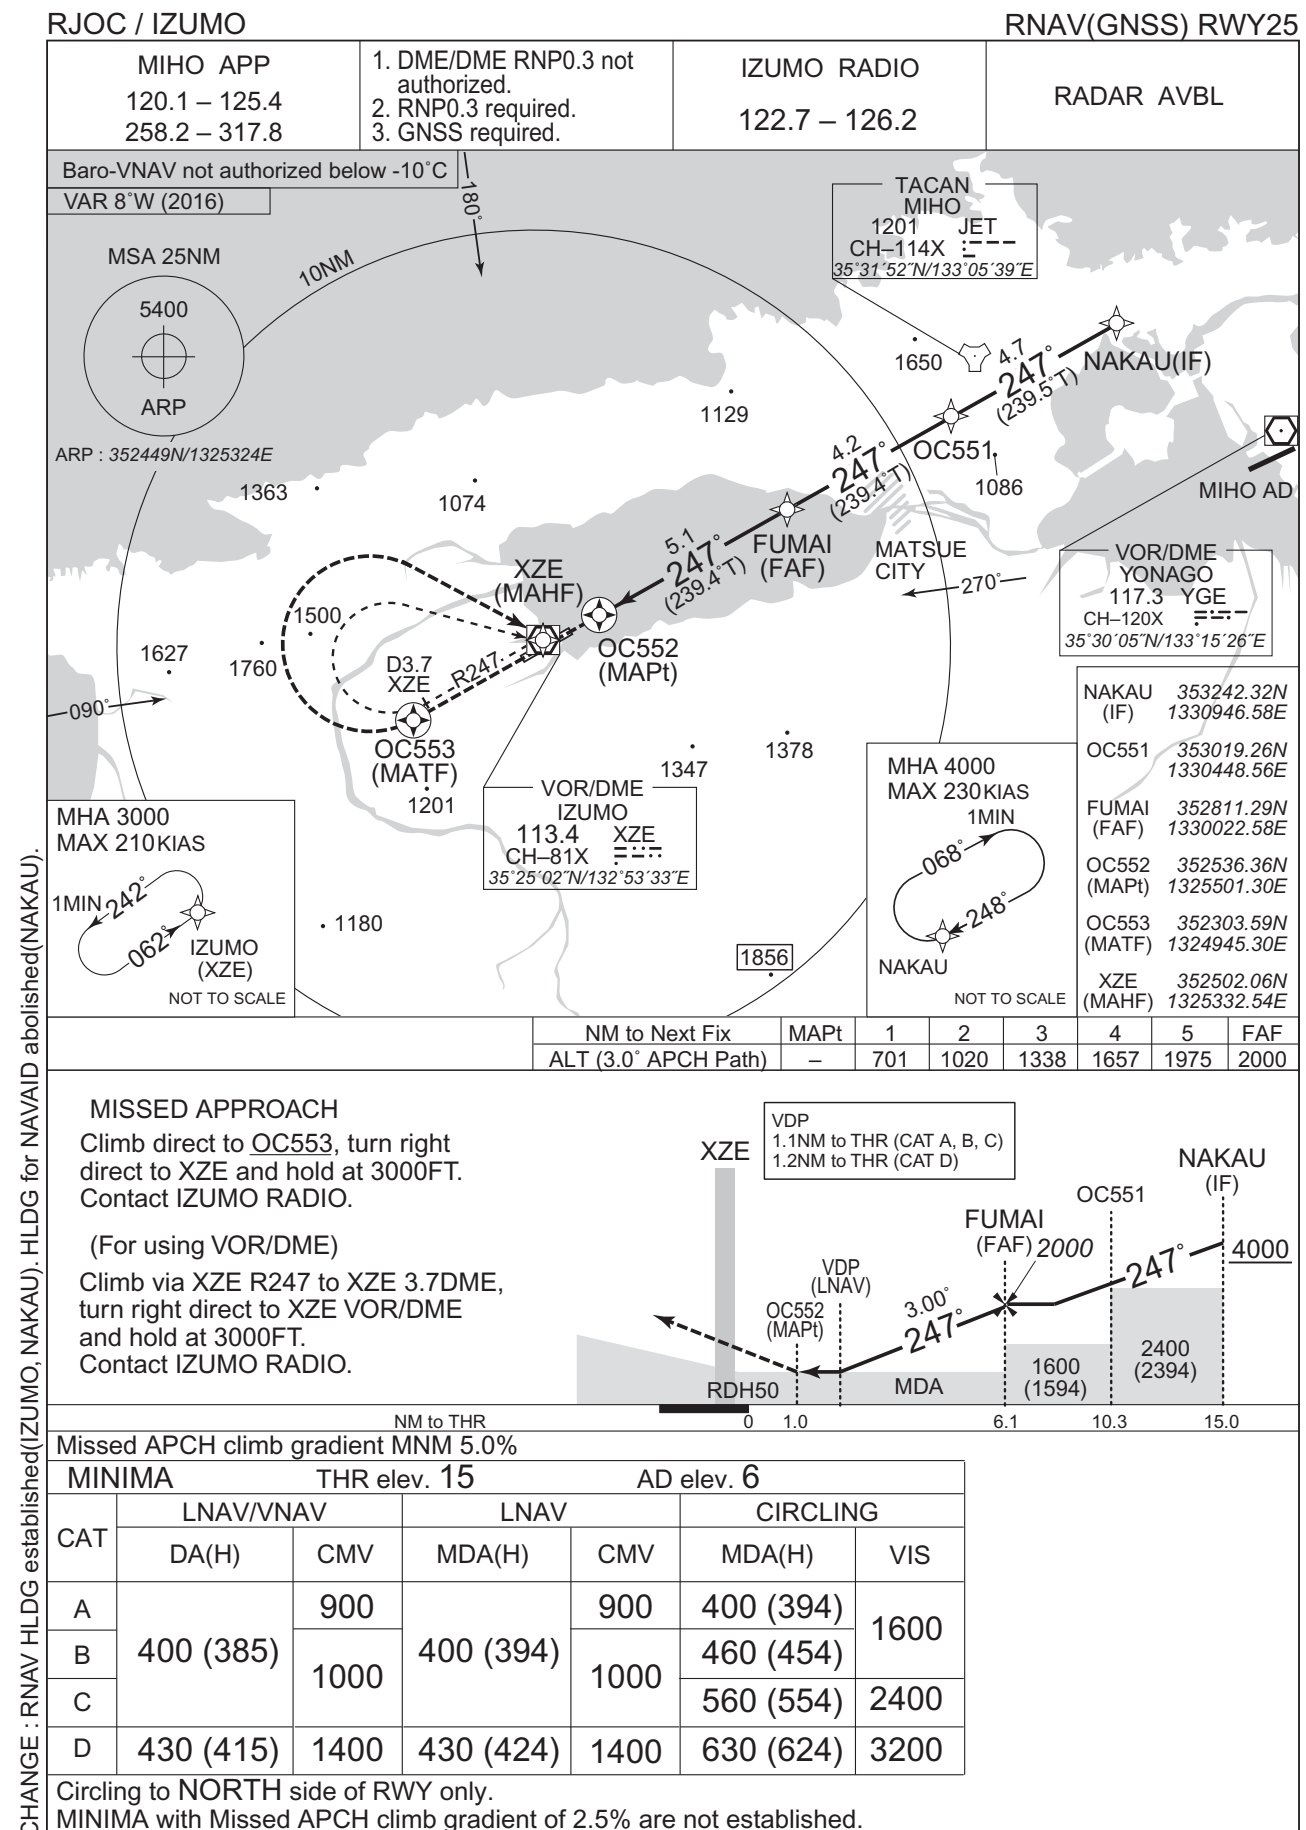 RJOC / IZUMO
RNAV(GNSS) RWY25
MIHO APP
120.1 – 125.4
258.2 – 317.8
1. DME/DME RNP0.3 not
authorized.
2. RNP0.3 required.
3. GNSS required.
IZUMO RADIO
122.7 – 126.2
RADAR AVBL
Baro-VNAV not authorized below -10˚C
VAR 8˚W (2016)
180˚
MSA 25NM
5400
ARP
ARP : 352449N/1325324E
10NM
TACAN
MIHO
1201 JET
CH–114X
35˚31´52˝N/133˚05´39˝E
1650
4.7
247˚
(239.5˚T)
NAKAU(IF)
1129
OC551
4.2
247˚
(239.4˚T)
1086
MIHO AD
1363
1074
5.1
247˚
(239.4˚T)
FUMAI
(FAF)
MATSUE
CITY
270˚
VOR/DME
YONAGO
117.3 YGE
CH–120X
35˚30´05˝N/133˚15´26˝E
XZE
(MAHF)
1500
1627
1760
D3.7
XZE
R247
OC552
(MAPt)
090˚
OC553
(MATF)
1201
1347
1378
VOR/DME
IZUMO
113.4 XZE
CH–81X
35˚25´02˝N/132˚53´33˝E
NAKAU 353242.32N
(IF) 1330946.58E
OC551 353019.26N
1330448.56E
FUMAI 352811.29N
(FAF) 1330022.58E
OC552 352536.36N
(MAPt) 1325501.30E
OC553 352303.59N
(MATF) 1324945.30E
XZE 352502.06N
(MAHF) 1325332.54E
MHA 3000
MAX 210KIAS
1MIN
242˚
062˚
IZUMO
(XZE)
NOT TO SCALE
1180
1856
MHA 4000
MAX 230KIAS
1MIN
068˚
248˚
NAKAU
NOT TO SCALE
NM to Next Fix MAPt 1 2 3 4 5 FAF
ALT (3.0˚ APCH Path) – 701 1020 1338 1657 1975 2000
MISSED APPROACH
Climb direct to OC553, turn right
direct to XZE and hold at 3000FT.
Contact IZUMO RADIO.
(For using VOR/DME)
Climb via XZE R247 to XZE 3.7DME,
turn right direct to XZE VOR/DME
and hold at 3000FT.
Contact IZUMO RADIO.
VDP
1.1NM to THR (CAT A, B, C)
1.2NM to THR (CAT D)
XZE
NAKAU
(IF)
OC551
FUMAI
(FAF) 2000
4000
247˚
VDP
(LNAV)
OC552
(MAPt)
3.00˚
247˚
RDH50
MDA
1600
(1594)
2400
(2394)
NM to THR 0 1.0 6.1 10.3 15.0
Missed APCH climb gradient MNM 5.0%
MINIMA THR elev. 15 AD elev. 6
CAT LNAV/VNAV LNAV CIRCLING
DA(H) CMV MDA(H) CMV MDA(H) VIS
A 400 (385) 900 400 (394) 900 400 (394) 1600
B 1000 1000 460 (454)
C 560 (554) 2400
D 430 (415) 1400 430 (424) 1400 630 (624) 3200
Circling to NORTH side of RWY only.
MINIMA with Missed APCH climb gradient of 2.5% are not established.
CHANGE : RNAV HLDG established(IZUMO, NAKAU). HLDG for NAVAID abolished(NAKAU).